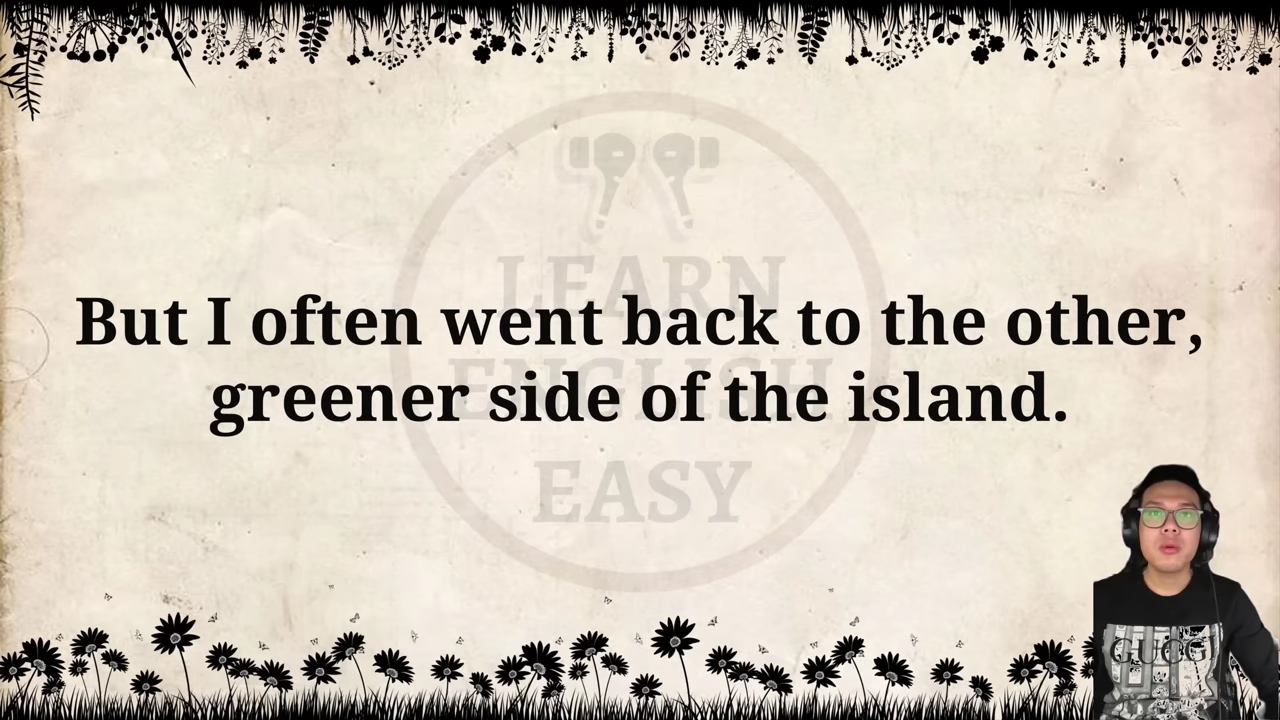 LEARN
But I often went back to the other,
ENGLISH
greener side of the island.
EASY